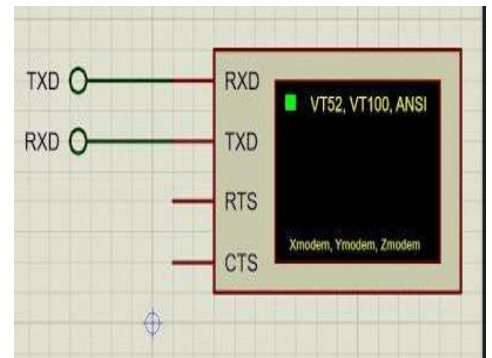 TXD RXD
VT52, VT100, ANSI
RXD TXD
RTS
Xmodem, Ymodem, Zmodem
CTS